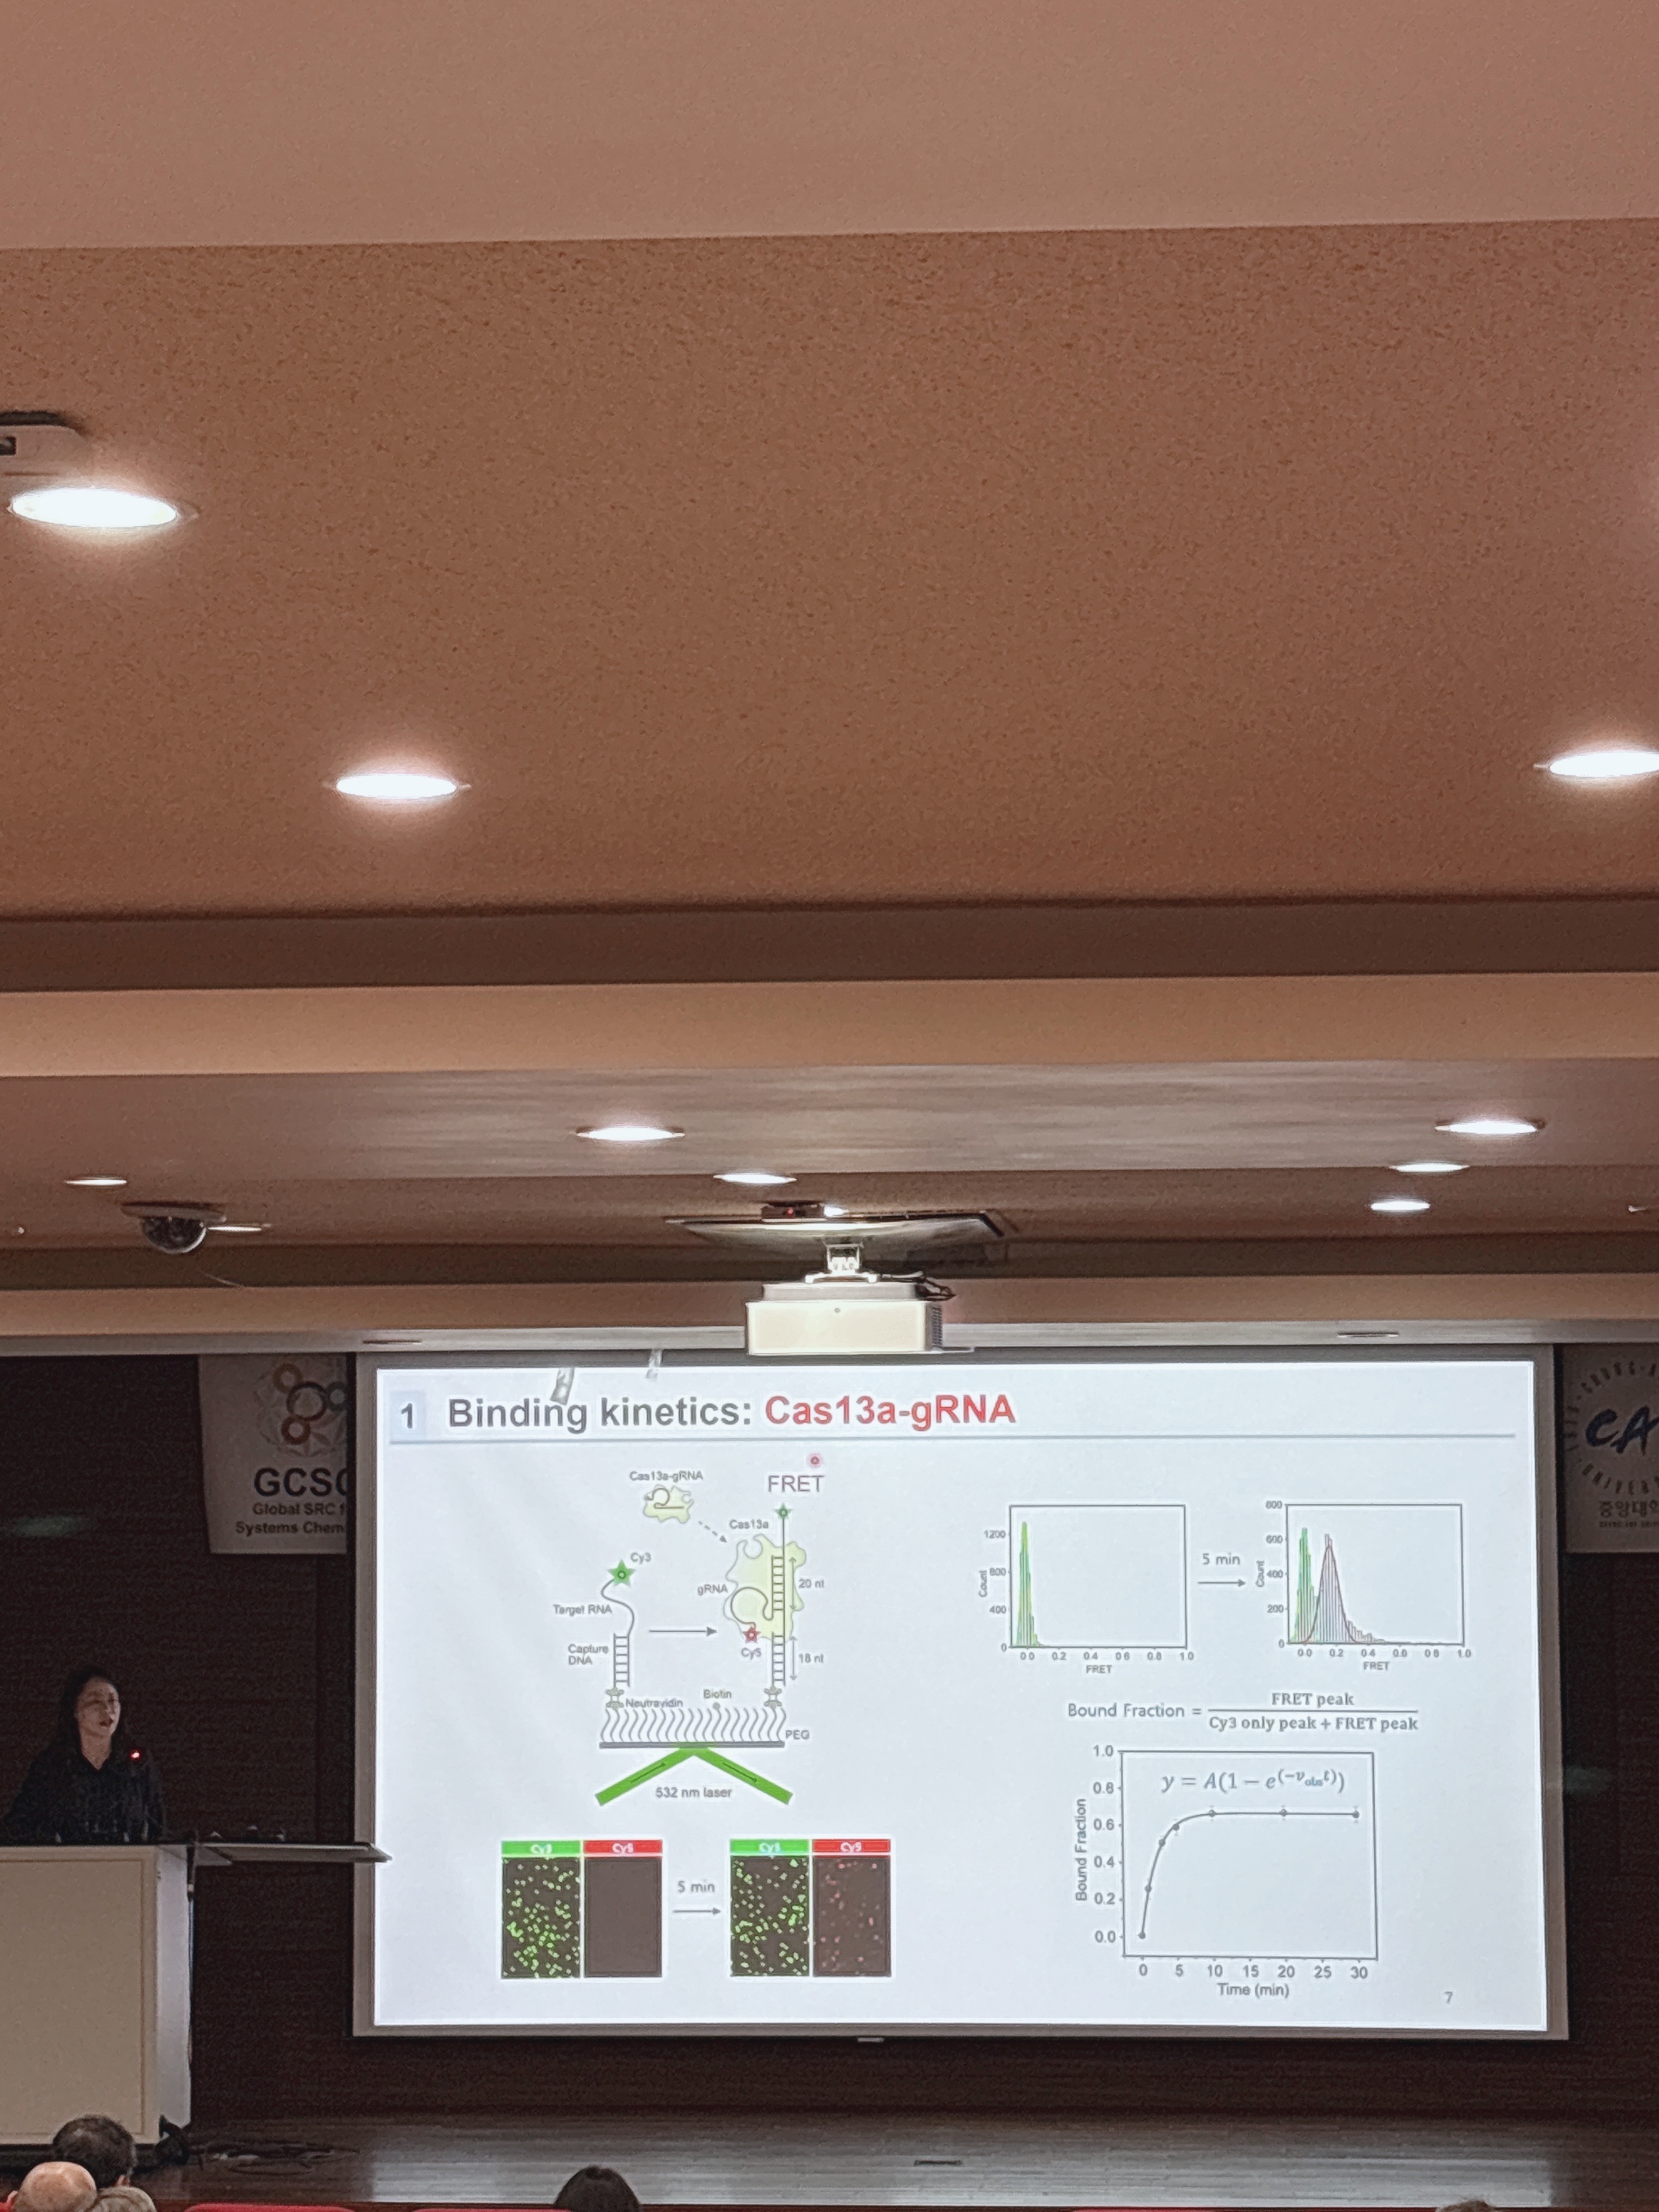 1 Binding kinetics: Cas13a-gRNA
GCSC
Global SRC
Systems Chem
CA
중앙대
Cas13a-gRNA
FRET
Cas13a
Cy3
gRNA
20 nt
Target RNA
Cy5
Capture
DNA
18 nt
Neutravidin
Biotin
PEG
532 nm laser
Cy3
Cy5
5 min
Cy3
Cy5
1200
800
400
0
Count
0.0 0.2 0.4 0.6 0.8 1.0
FRET
5 min
800
600
400
200
0
Count
0.0 0.2 0.4 0.6 0.8 1.0
FRET
Bound Fraction = FRET peak
Cy3 only peak + FRET peak
y = A(1 − e^(−v_obs t))
1.0
0.8
0.6
0.4
0.2
0.0
Bound Fraction
0 5 10 15 20 25 30
Time (min)
7